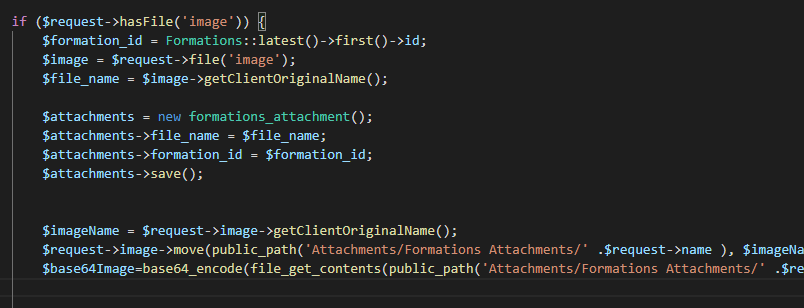 if ($request->hasFile('image')) {
$formation_id = Formations::latest()->first()->id;
$image = $request->file('image');
$file_name = $image->getClientOriginalName();
$attachments = new formations_attachment();
$attachments->file_name = $file_name;
$attachments->formation_id = $formation_id;
$attachments->save();
$imageName = $request->image->getClientOriginalName();
$request->image->move(public_path('Attachments/Formations Attachments/' .$request->name ), $imageNa
$base64Image=base64_encode(file_get_contents(public_path('Attachments/Formations Attachments/' .$re